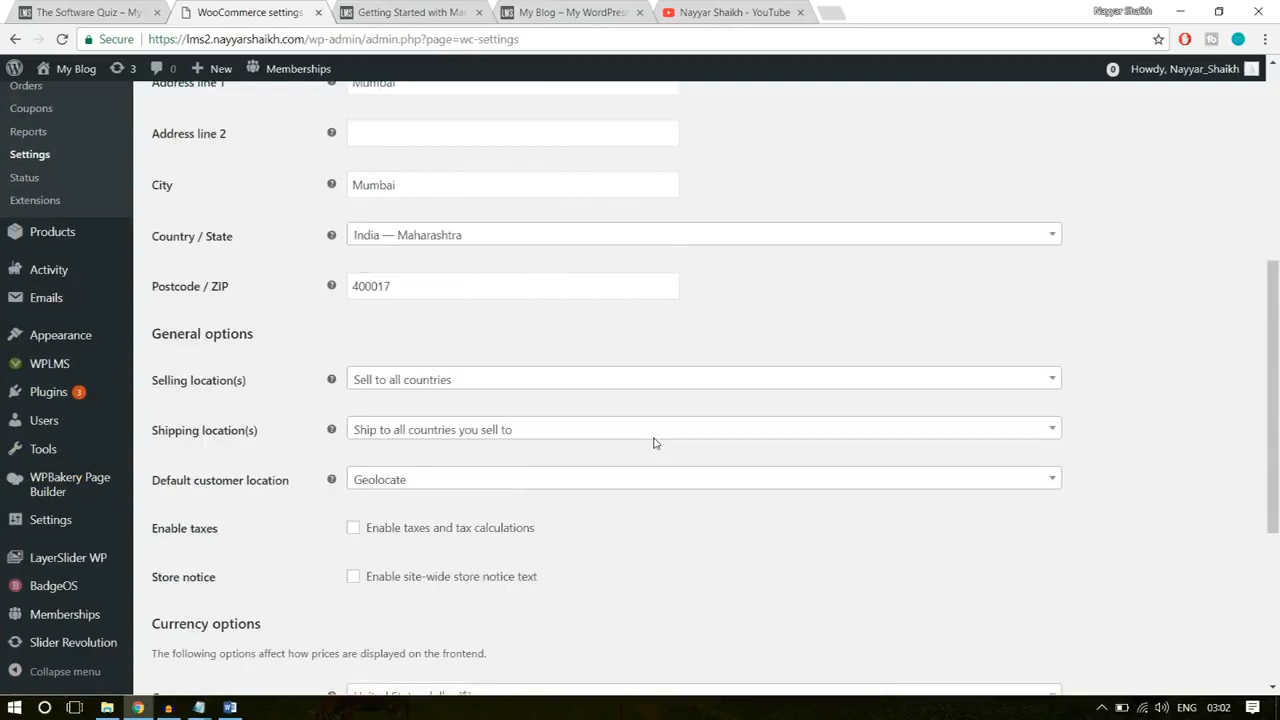 The Software Quiz – My
WooCommerce settings
Getting Started with Mar
My Blog – My WordPress
Nayyar Shaikh - YouTube
Nayyar Shaikh
Secure
https://lms2.nayyarshaikh.com/wp-admin/admin.php?page=wc-settings
My Blog
3
0
New
Memberships
0
Howdy, Nayyar_Shaikh
Orders
Coupons
Reports
Settings
Status
Extensions
Products
Activity
Emails
Appearance
WPLMS
Plugins 3
Users
Tools
WPBakery Page
Builder
Settings
LayerSlider WP
BadgeOS
Memberships
Slider Revolution
Collapse menu
Address line 1
Mumbai
Address line 2
City
Mumbai
Country / State
India — Maharashtra
Postcode / ZIP
400017
General options
Selling location(s)
Sell to all countries
Shipping location(s)
Ship to all countries you sell to
Default customer location
Geolocate
Enable taxes
Enable taxes and tax calculations
Store notice
Enable site-wide store notice text
Currency options
The following options affect how prices are displayed on the frontend.
ENG
03:02